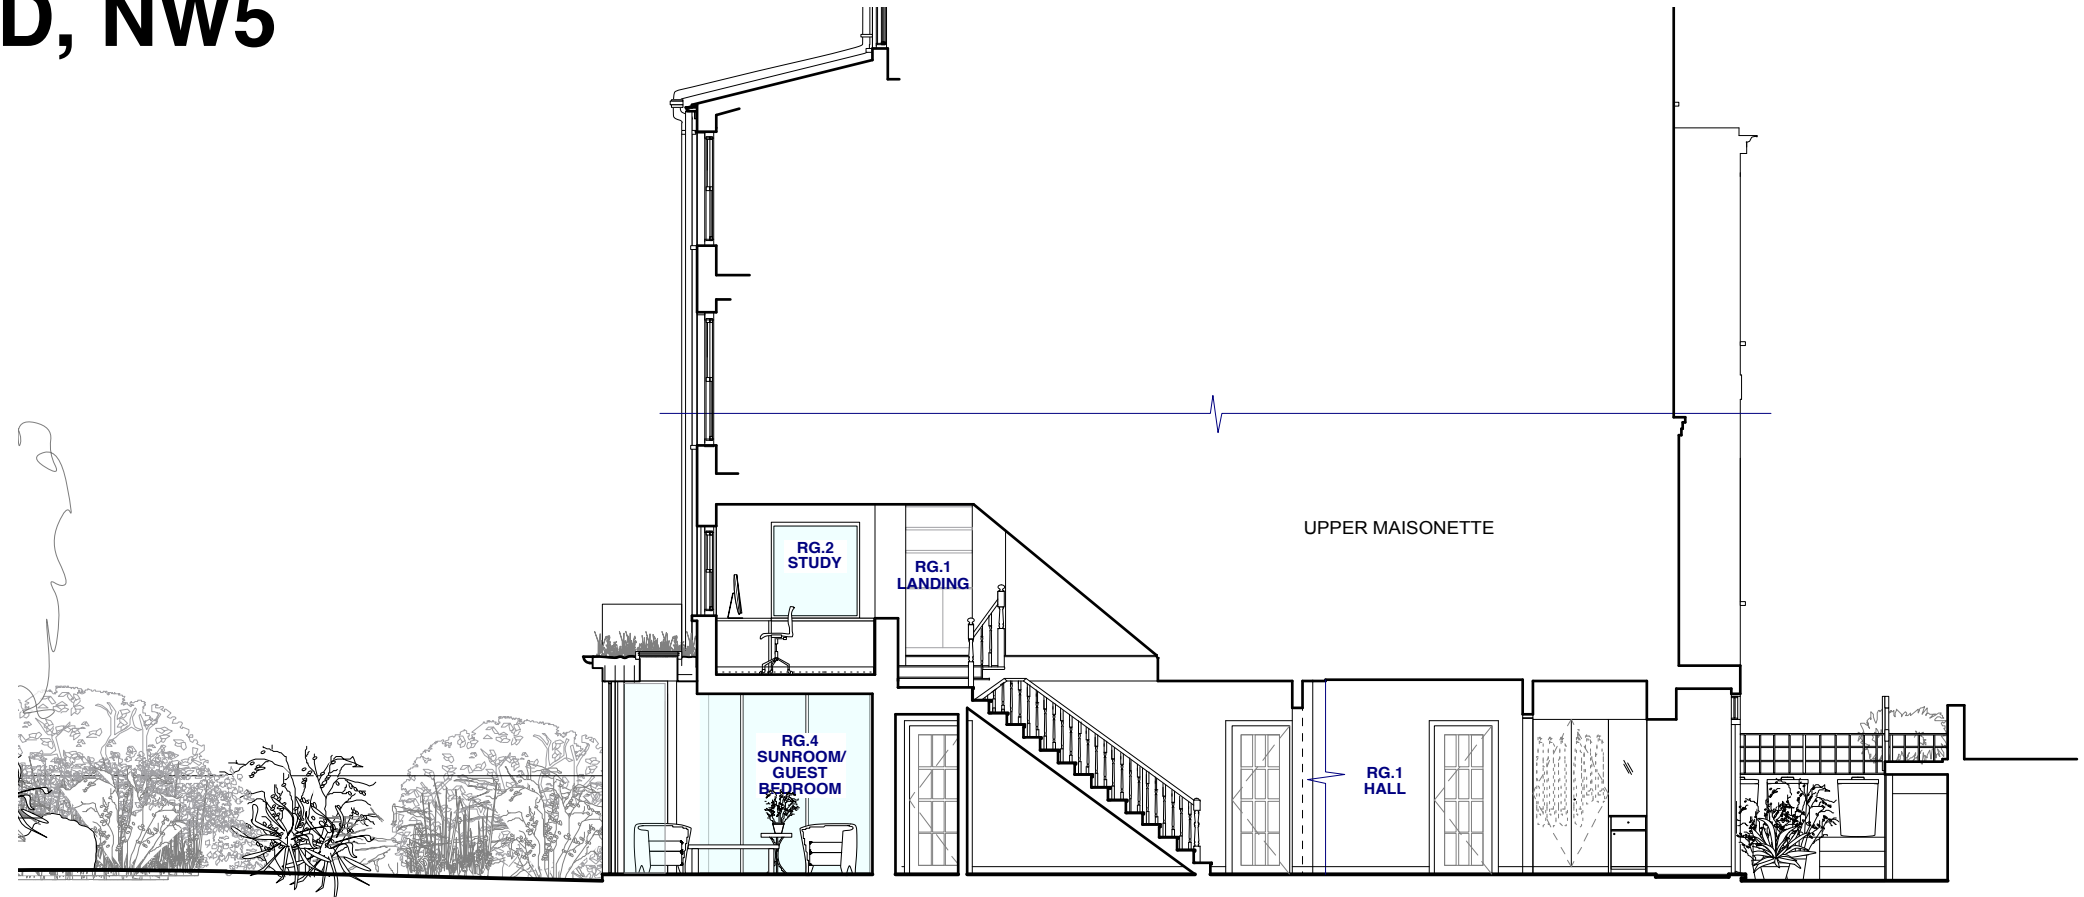 D, NW5
UPPER MAISONETTE
RG.2
STUDY
RG.1
LANDING
RG.4
SUNROOM/
GUEST
BEDROOM
RG.1
HALL